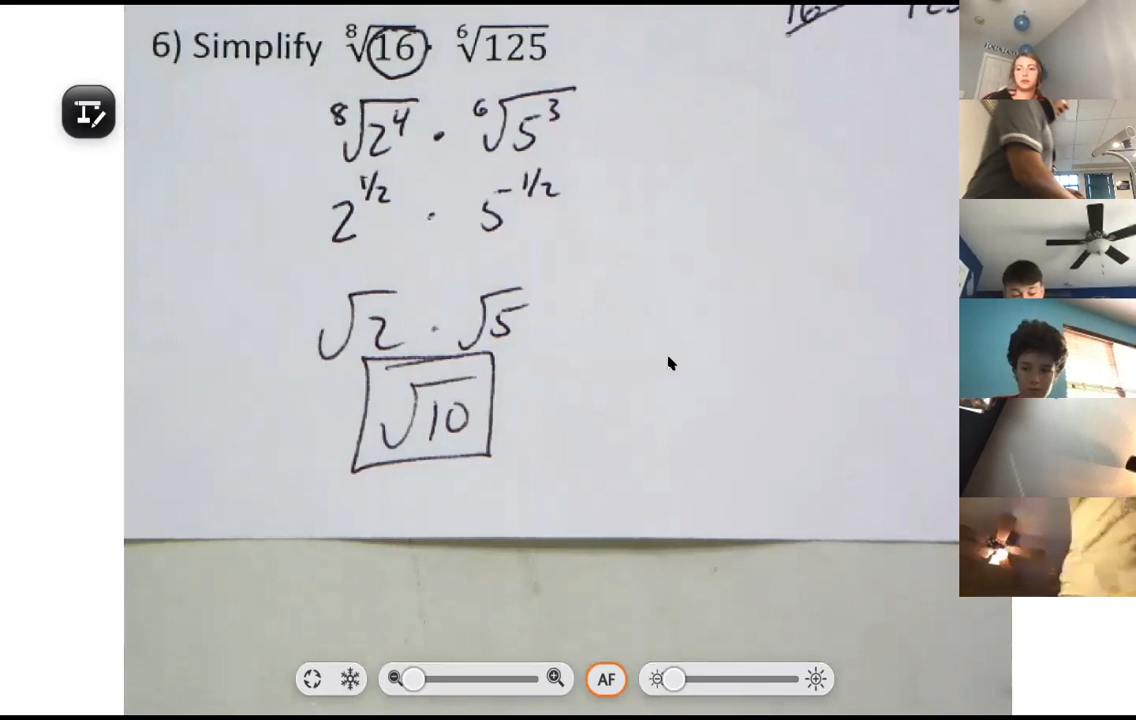 6) Simplify ⁸√16 · ⁶√125
16
⁸√2⁴ · ⁶√5³
2^1/2 · 5^-1/2
√2 · √5
√10
AF